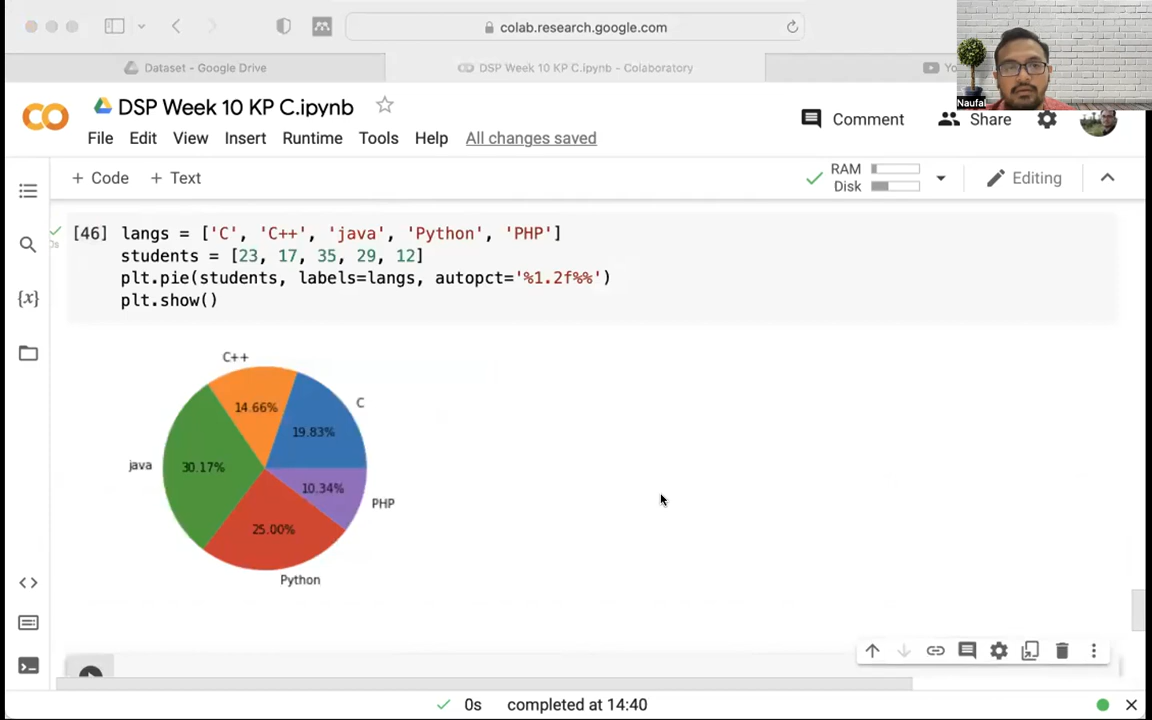 colab.research.google.com
Dataset - Google Drive
DSP Week 10 KP C.ipynb - Colaboratory
Naufal
DSP Week 10 KP C.ipynb
Comment
Share
File Edit View Insert Runtime Tools Help All changes saved
+ Code + Text
RAM
Disk
Editing
[46] langs = ['C', 'C++', 'java', 'Python', 'PHP']
0s
students = [23, 17, 35, 29, 12]
plt.pie(students, labels=langs, autopct='%1.2f%%')
plt.show()
{x}
C++
C
14.66%
19.83%
java
30.17%
10.34%
PHP
25.00%
Python
0s completed at 14:40